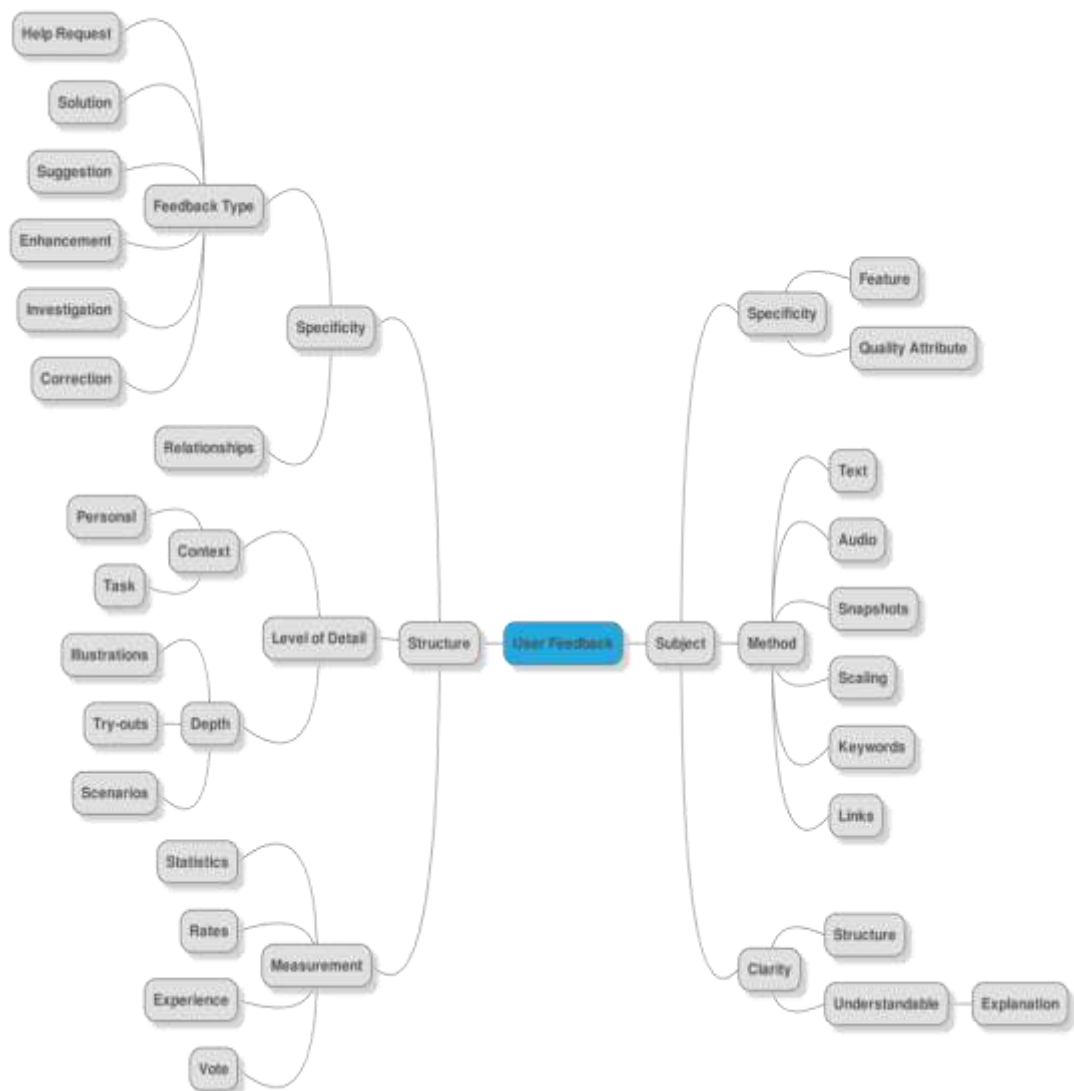 Help Request
Solution
Suggestion
Feedback Type
Enhancement
Investigation
Correction
Specificity
Relationships
Personal
Context
Task
Level of Detail
Illustrations
Try-outs
Depth
Scenarios
Structure
Statistics
Rates
Measurement
Experience
Vote
User Feedback
Subject
Specificity
Feature
Quality Attribute
Method
Text
Audio
Snapshots
Scaling
Keywords
Links
Clarity
Structure
Understandable
Explanation